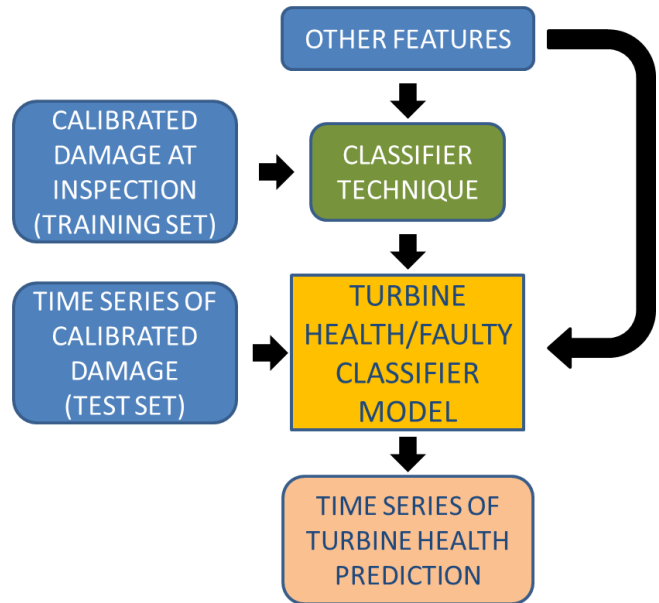 OTHER FEATURES
CALIBRATED
DAMAGE AT
INSPECTION
(TRAINING SET)
CLASSIFIER
TECHNIQUE
TIME SERIES OF
CALIBRATED
DAMAGE
(TEST SET)
TURBINE
HEALTH/FAULTY
CLASSIFIER
MODEL
TIME SERIES OF
TURBINE HEALTH
PREDICTION